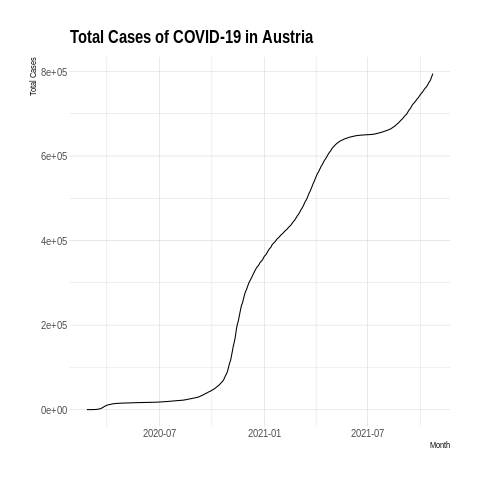 Total Cases of COVID-19 in Austria
Total Cases
8e+05
6e+05
4e+05
2e+05
0e+00
2020-07 2021-01 2021-07
Month